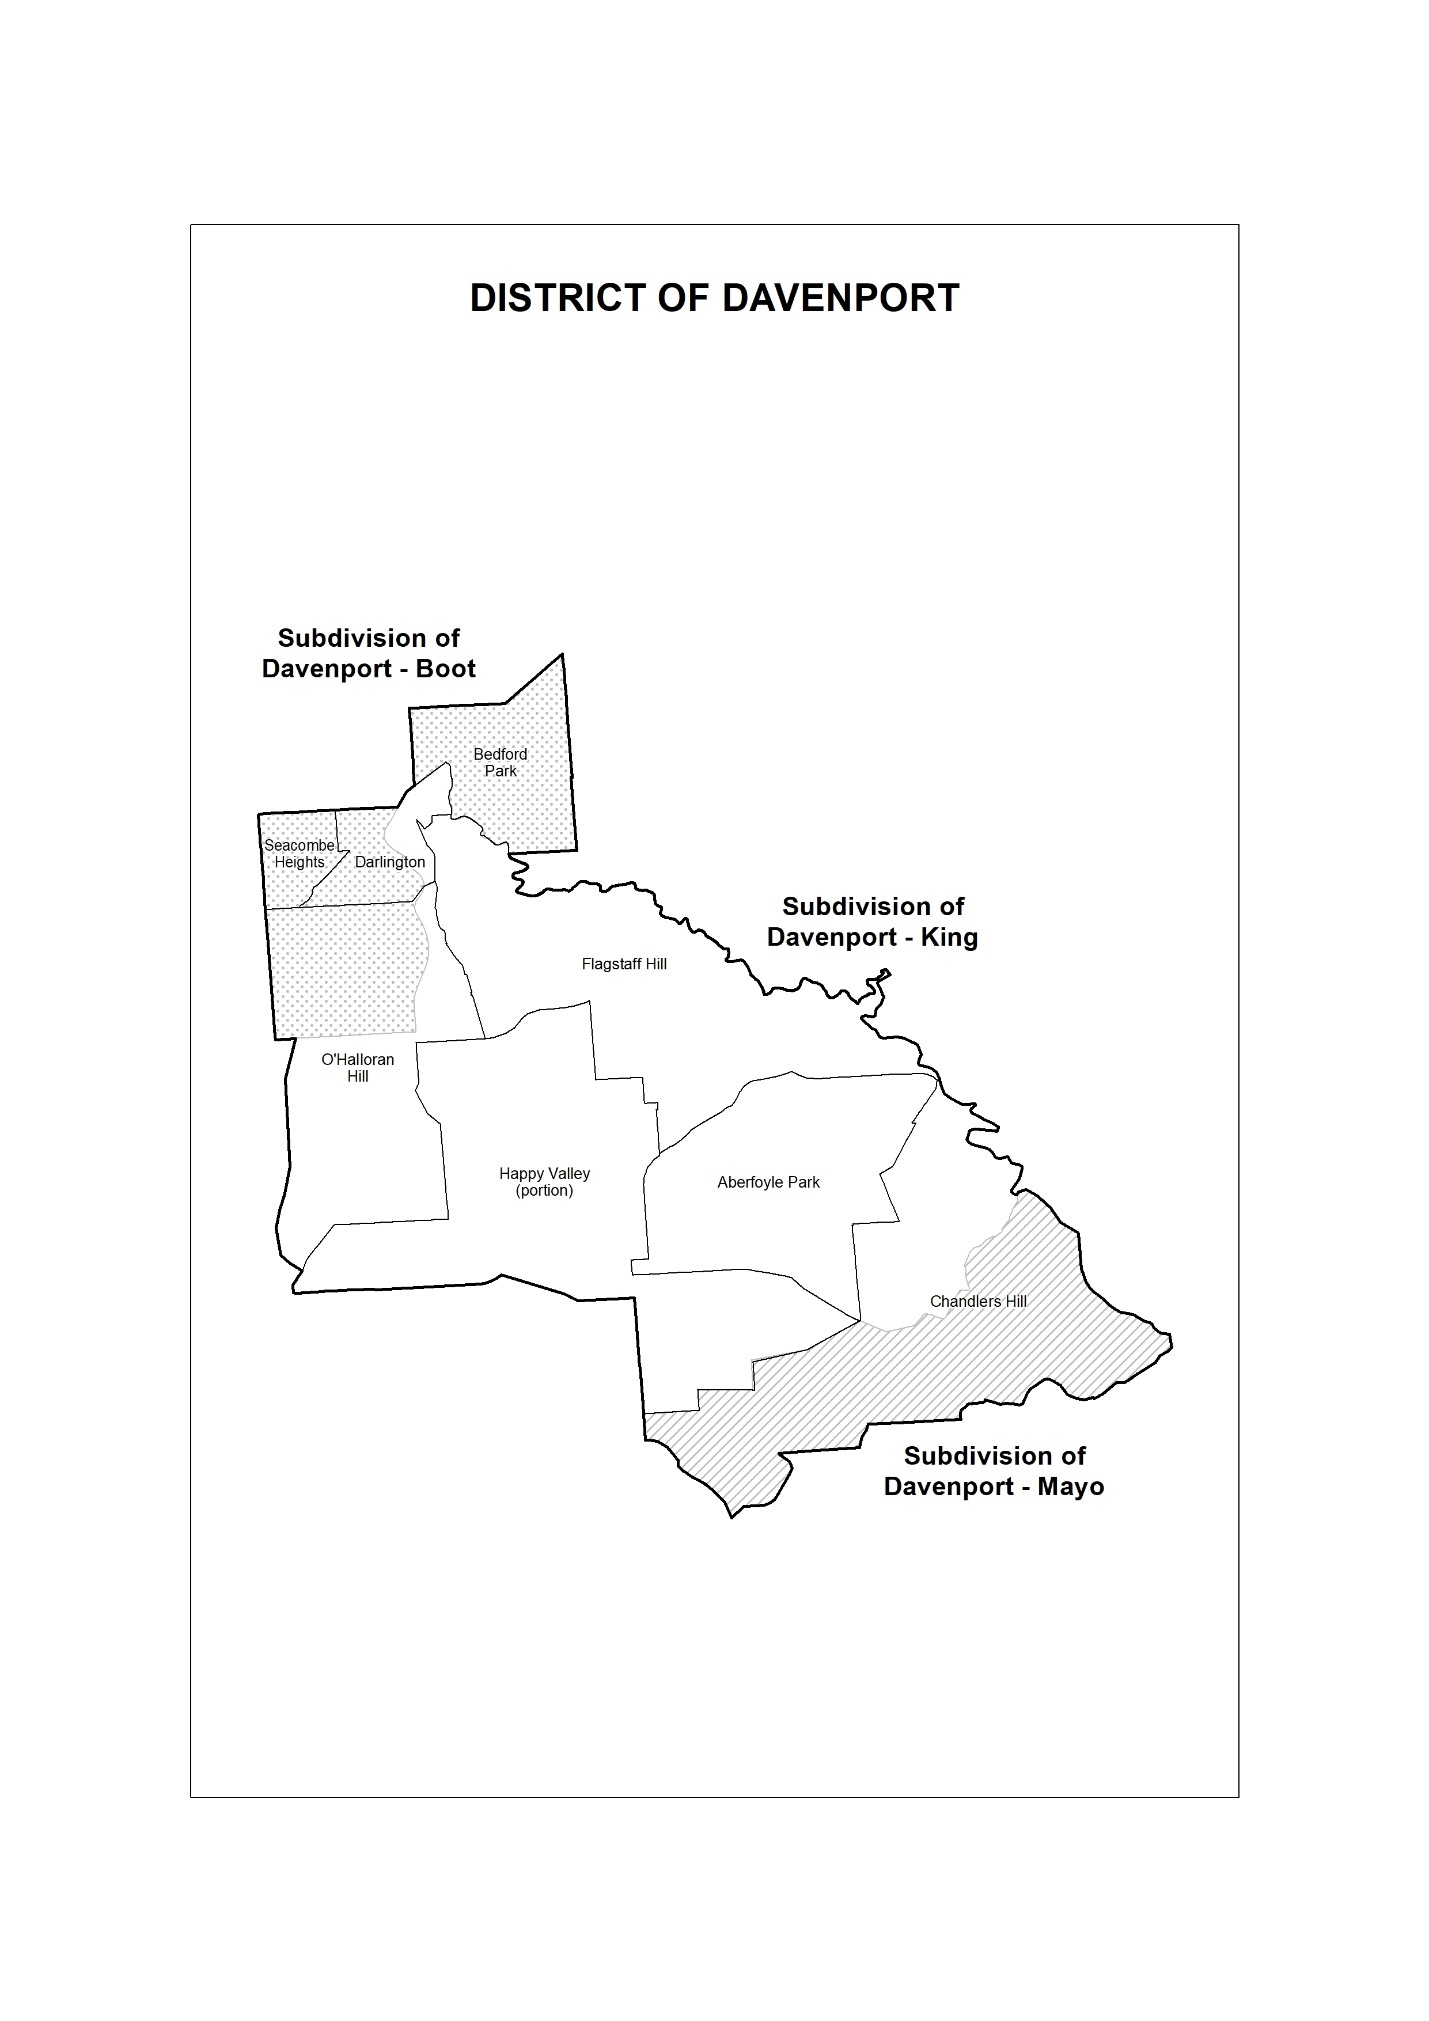 DISTRICT OF DAVENPORT
Subdivision of
Davenport - Boot
Bedford
Park
Seacombe
Heights
Darlington
Subdivision of
Davenport - King
Flagstaff Hill
O'Halloran
Hill
Happy Valley
(portion)
Aberfoyle Park
Chandlers Hill
Subdivision of
Davenport - Mayo